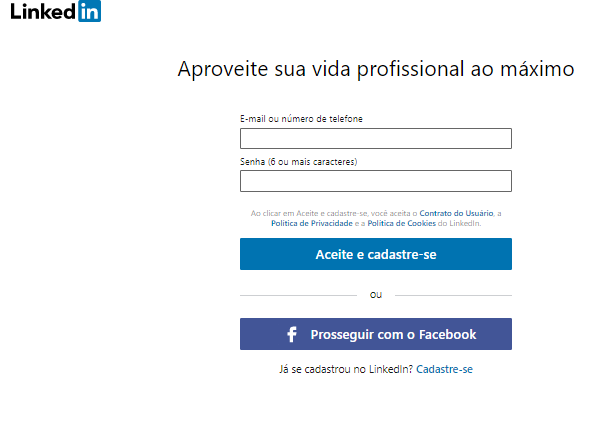 LinkedIn
Aproveite sua vida profissional ao máximo
E-mail ou número de telefone
Senha (6 ou mais caracteres)
Ao clicar em Aceite e cadastre-se, você aceita o Contrato do Usuário, a
Política de Privacidade e a Política de Cookies do LinkedIn.
Aceite e cadastre-se
ou
f Prosseguir com o Facebook
Já se cadastrou no LinkedIn? Cadastre-se